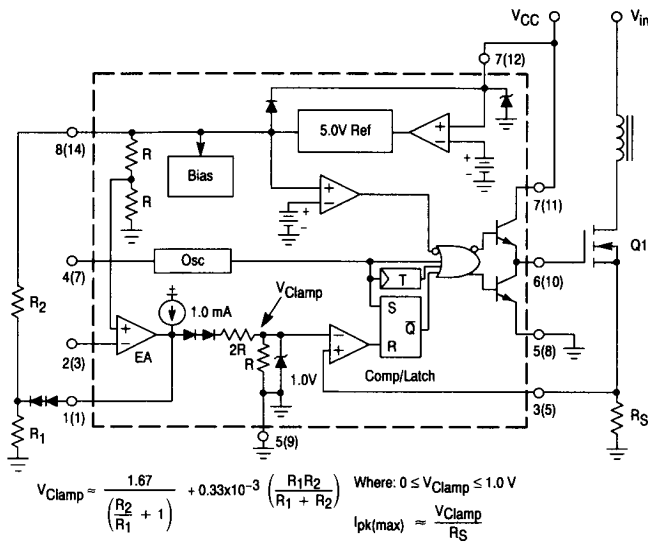 VCC
Vin
7(12)
5.0V Ref
+
−
+
−
8(14)
R
Bias
R
+
−
+
−
7(11)
Q1
4(7)
Osc
T
6(10)
VClamp
R2
1.0 mA
S
Q̅
R
+
−
2R
−
+
2(3)
EA
R
1.0V
5(8)
Comp/Latch
1(1)
3(5)
R1
5(9)
RS
VClamp ≈ 1.67 / (R2/R1 + 1) + 0.33x10⁻³ (R1R2 / (R1 + R2)) Where: 0 ≤ VClamp ≤ 1.0 V
Ipk(max) ≈ VClamp / RS